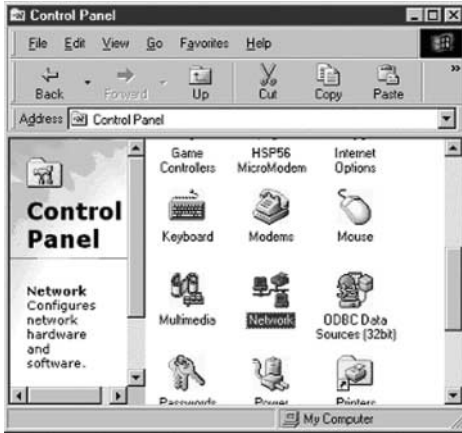 Control Panel
File Edit View Go Favorites Help
Back Forward Up Cut Copy Paste »
Address Control Panel
Game Controllers
HSP56 MicroModem
Internet Options
Control
Panel
Keyboard Modems Mouse
Network
Configures
network
hardware
and
software.
Multimedia Network ODBC Data
Sources (32bit)
Passwords Power Printers
My Computer